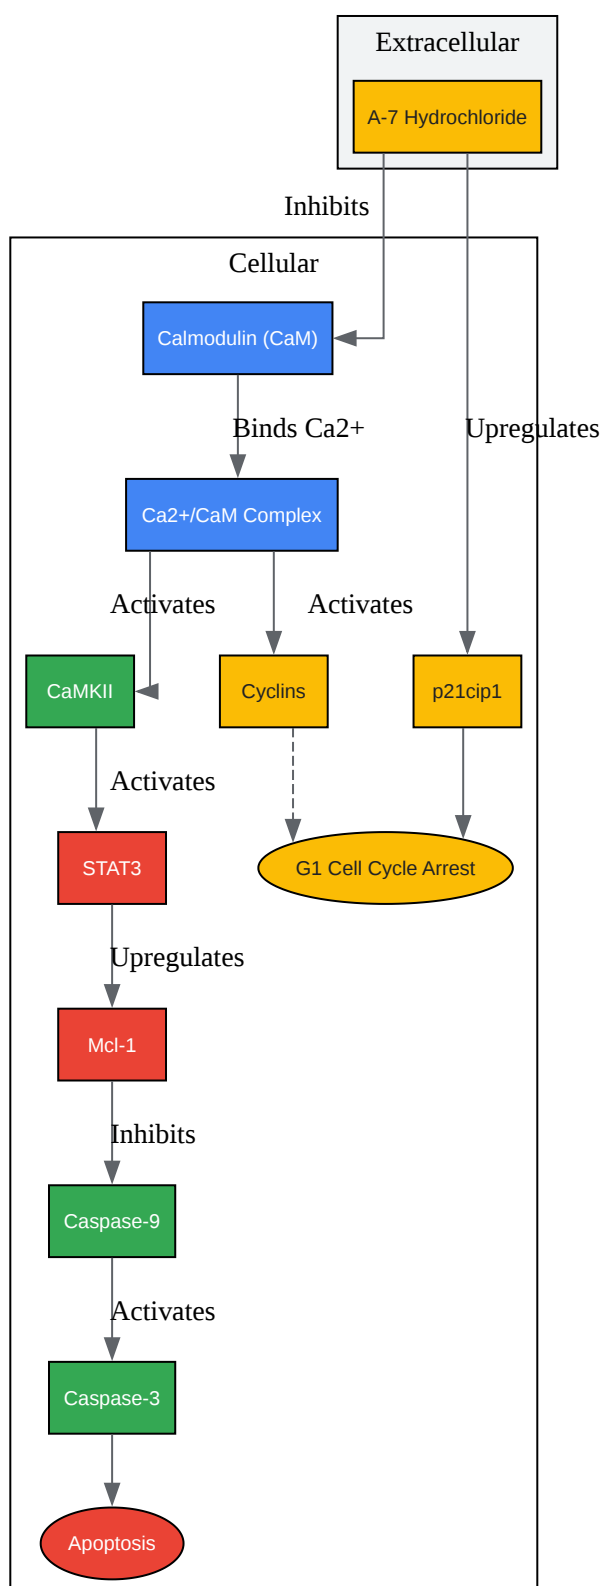 Extracellular
A-7 Hydrochloride
Inhibits
Cellular
Calmodulin (CaM)
Binds Ca2+
Upregulates
Ca2+/CaM Complex
Activates
Activates
CaMKII
Cyclins
p21cip1
Activates
STAT3
G1 Cell Cycle Arrest
Upregulates
Mcl-1
Inhibits
Caspase-9
Activates
Caspase-3
Apoptosis